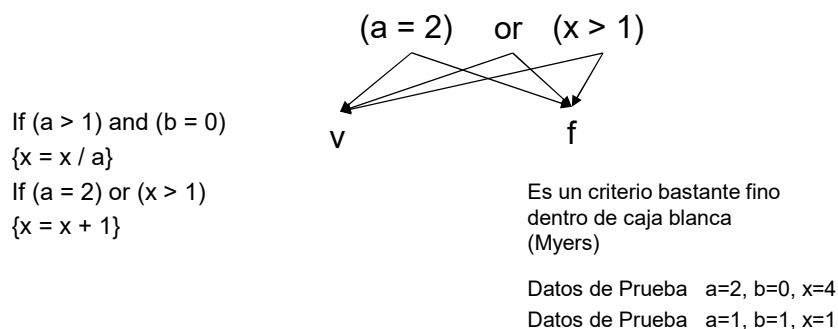 (a = 2) or (x > 1)
v f
If (a > 1) and (b = 0)
{x = x / a}
If (a = 2) or (x > 1)
{x = x + 1}
Es un criterio bastante fino
dentro de caja blanca
(Myers)
Datos de Prueba a=2, b=0, x=4
Datos de Prueba a=1, b=1, x=1